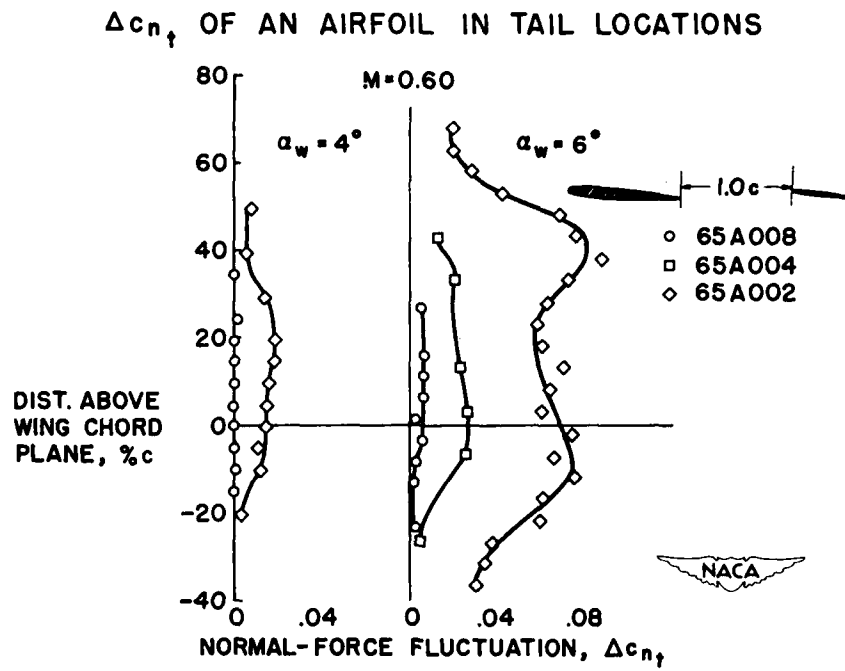 Δcnt OF AN AIRFOIL IN TAIL LOCATIONS
M=0.60
αw = 4°
αw = 6°
1.0c
65A008
65A004
65A002
80
60
40
20
0
-20
-40
DIST. ABOVE
WING CHORD
PLANE, %c
0 .04 0 .04 .08
NORMAL-FORCE FLUCTUATION, Δcnt
NACA